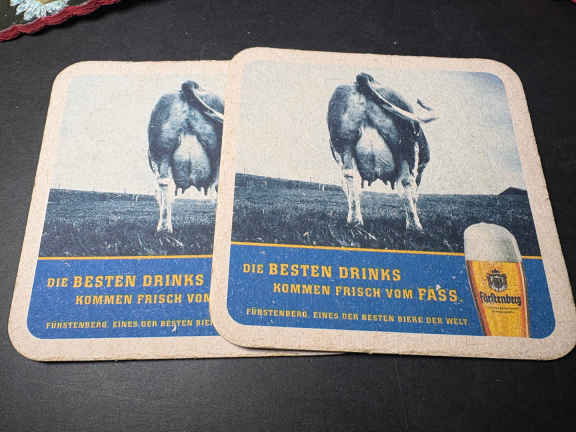 DIE BESTEN DRINKS
KOMMEN FRISCH VOM
FÜRSTENBERG. EINES DER BESTEN BIERE
DIE BESTEN DRINKS
KOMMEN FRISCH VOM FASS.
FÜRSTENBERG. EINES DER BESTEN BIERE DER WELT
Fürstenberg